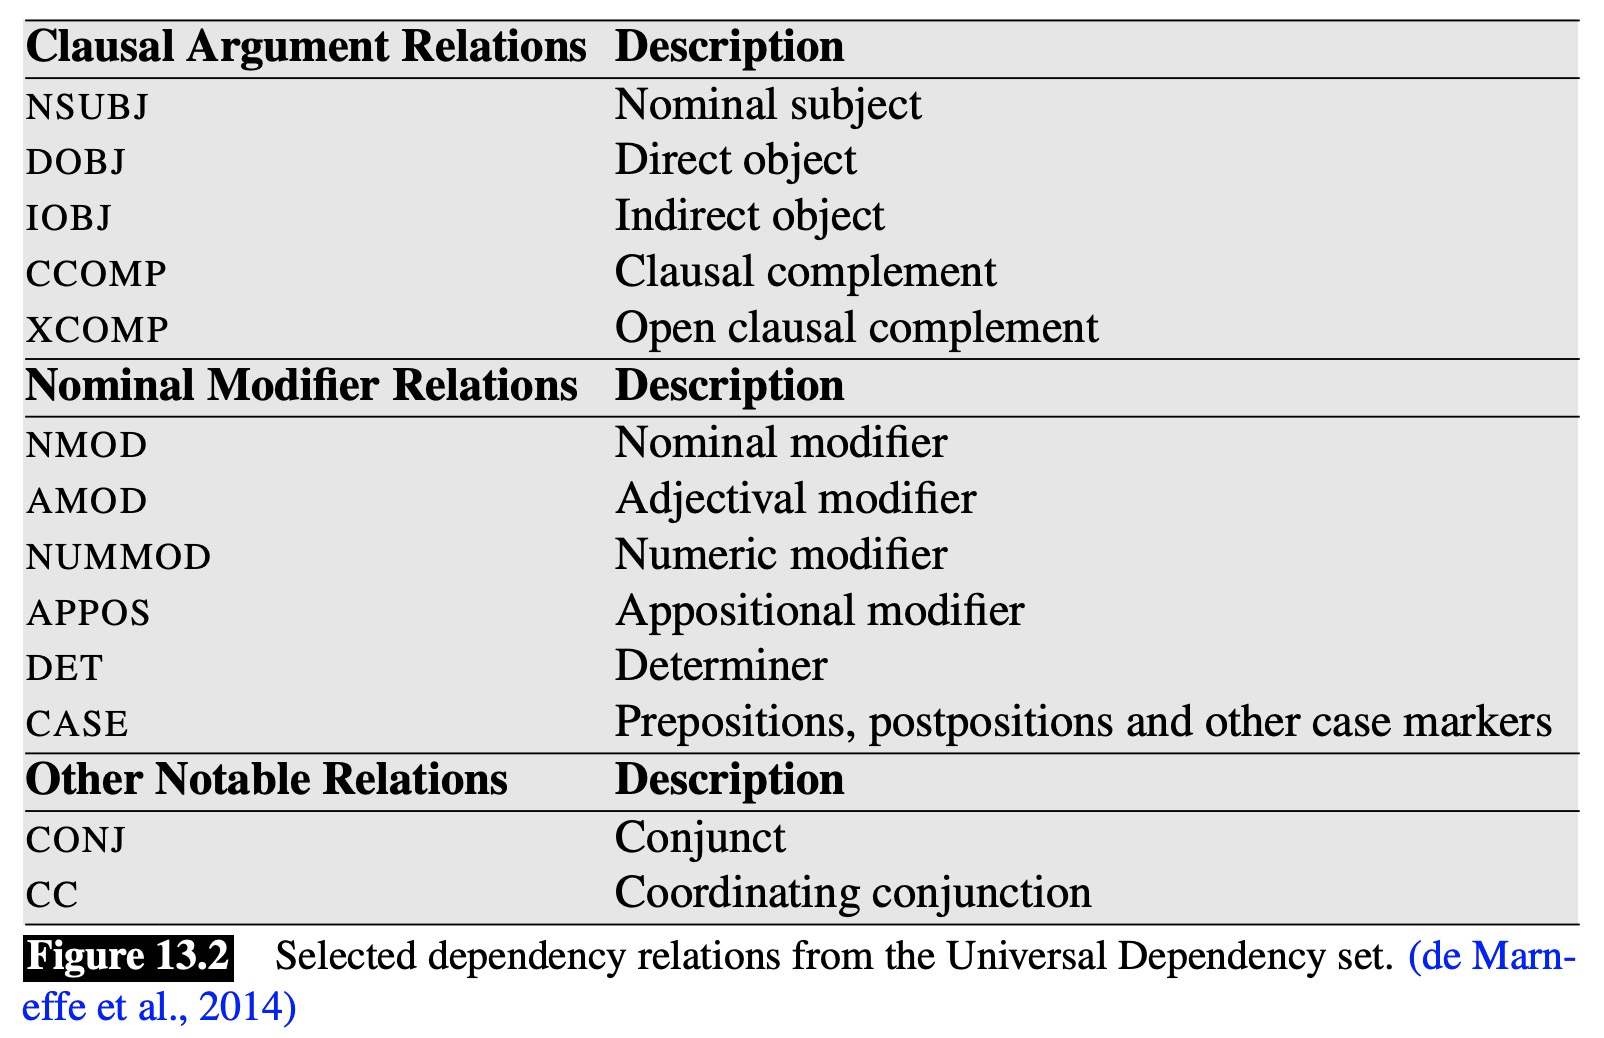 Clausal Argument Relations Description
NSUBJ Nominal subject
DOBJ Direct object
IOBJ Indirect object
CCOMP Clausal complement
XCOMP Open clausal complement
Nominal Modifier Relations Description
NMOD Nominal modifier
AMOD Adjectival modifier
NUMMOD Numeric modifier
APPOS Appositional modifier
DET Determiner
CASE Prepositions, postpositions and other case markers
Other Notable Relations Description
CONJ Conjunct
CC Coordinating conjunction
Figure 13.2 Selected dependency relations from the Universal Dependency set. (de Marn-
effe et al., 2014)